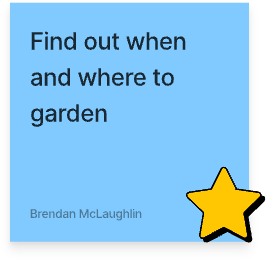 Find out when
and where to
garden
Brendan McLaughlin